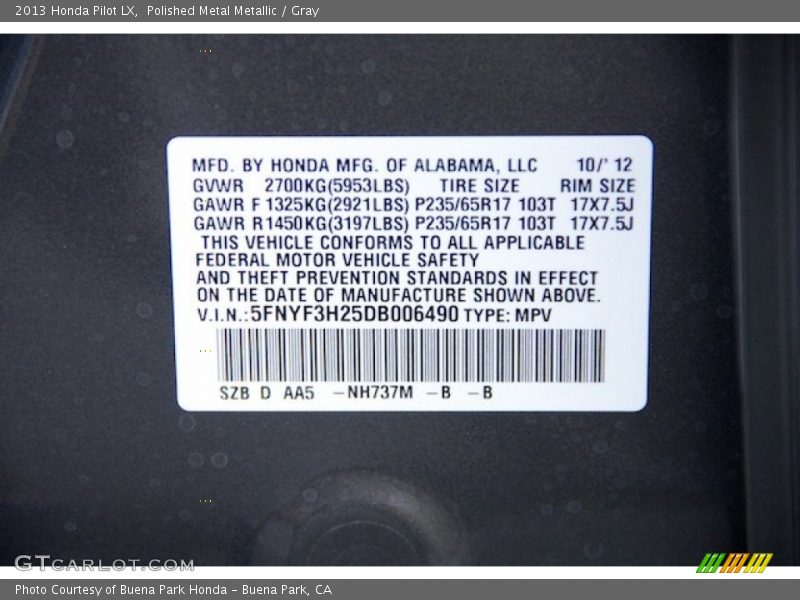 2013 Honda Pilot LX, Polished Metal Metallic / Gray
MFD. BY HONDA MFG. OF ALABAMA, LLC 10/' 12
GVWR 2700KG(5953LBS) TIRE SIZE RIM SIZE
GAWR F 1325KG(2921LBS) P235/65R17 103T 17X7.5J
GAWR R 1450KG(3197LBS) P235/65R17 103T 17X7.5J
THIS VEHICLE CONFORMS TO ALL APPLICABLE
FEDERAL MOTOR VEHICLE SAFETY
AND THEFT PREVENTION STANDARDS IN EFFECT
ON THE DATE OF MANUFACTURE SHOWN ABOVE.
V.I.N.: 5FNYF3H25DB006490 TYPE: MPV
SZB D AA5 -NH737M -B -B
GTcarlot.com
Photo Courtesy of Buena Park Honda - Buena Park, CA